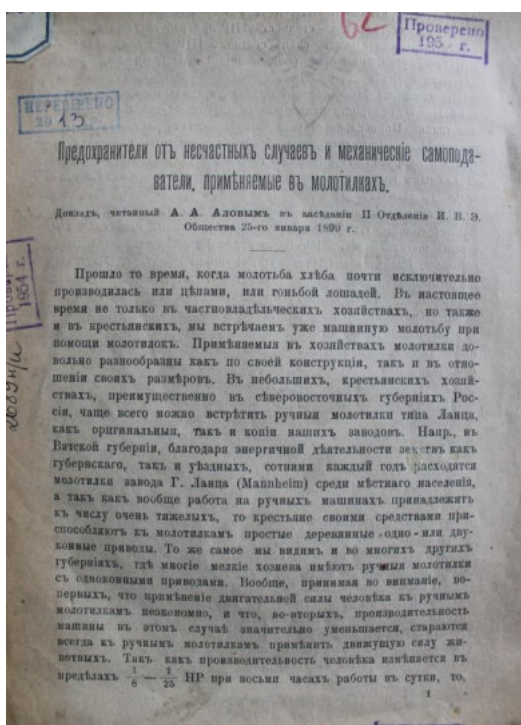 62
Проверено
195 г.
ПЕРЕВІРЕНО
2013 р.
Предохранители отъ несчастныхъ случаевъ и механическіе самопода-
ватели, примѣняемые въ молотилкахъ.
Докладъ, читанный А. А. Аловымъ въ засѣданіи II Отдѣленія И. В. Э.
Общества 25-го января 1899 г.
Прошло то время, когда молотьба хлѣба почти исключительно
производилась или цѣпами, или гоньбой лошадей. Въ настоящее
время не только въ частновладѣльческихъ хозяйствахъ, но также
и въ крестьянскихъ, мы встрѣчаемъ уже машинную молотьбу при
помощи молотилокъ. Примѣняемыя въ хозяйствахъ молотилки до-
вольно разнообразны какъ по своей конструкціи, такъ и въ отно-
шеніи своихъ размѣровъ. Въ небольшихъ, крестьянскихъ хозяй-
ствахъ, преимущественно въ сѣверовосточныхъ губерніяхъ Рос-
сіи, чаще всего можно встрѣтить ручныя молотилки типа Ланца,
какъ оригинальныя, такъ и копіи нашихъ заводовъ. Напр., въ
Вятской губерніи, благодаря энергичной дѣятельности земствъ какъ
губернскаго, такъ и уѣздныхъ, сотнями каждый годъ расходятся
молотилки завода Г. Ланца (Mannheim) среди мѣстнаго населенія,
а такъ какъ вообще работа на ручныхъ машинахъ принадлежитъ
къ числу очень тяжелыхъ, то крестьяне своими средствами при-
способляютъ къ молотилкамъ простые деревянные одно-или дву-
конные приводы. То же самое мы видимъ и во многихъ другихъ
губерніяхъ, гдѣ многіе мелкіе хозяева имѣютъ ручныя молотилки
съ одноконными приводами. Вообще, принимая во вниманіе, во-
первыхъ, что примѣненіе двигательной силы человѣка къ ручнымъ
молотилкамъ неэкономно, и что, во-вторыхъ, производительность
машины въ этомъ случаѣ значительно уменьшается, стараются
всегда къ ручнымъ молотилкамъ примѣнить движущую силу жи-
вотныхъ. Такъ какъ производительность человѣка измѣняется въ
предѣлахъ 1/8 — 1/25 HP при восьми часахъ работы въ сутки, то,
1
1951 г.